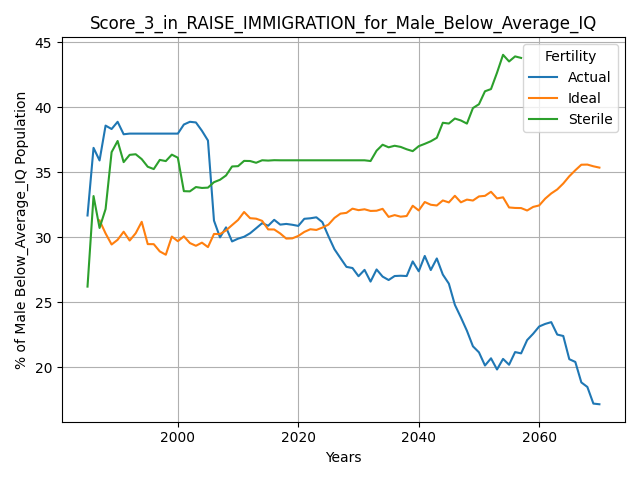 Score_3_in_RAISE_IMMIGRATION_for_Male_Below_Average_IQ
% of Male Below_Average_IQ Population
45
40
35
30
25
20
Fertility
Actual
Ideal
Sterile
2000
2020
2040
2060
Years